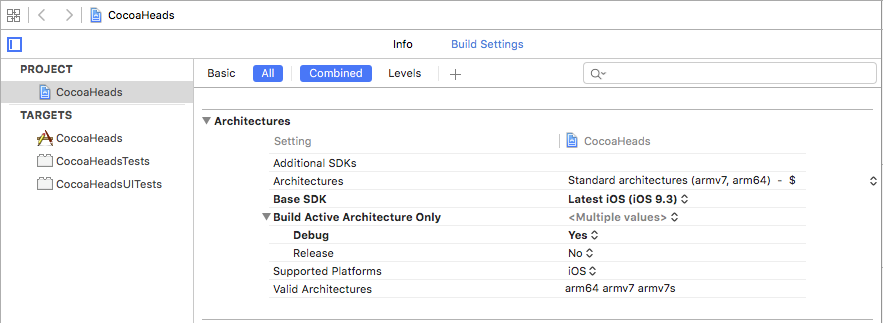 CocoaHeads
Info Build Settings
PROJECT
CocoaHeads
TARGETS
CocoaHeads
CocoaHeadsTests
CocoaHeadsUITests
Basic All Combined Levels +
Architectures
Setting CocoaHeads
Additional SDKs
Architectures Standard architectures (armv7, arm64) - $
Base SDK Latest iOS (iOS 9.3)
Build Active Architecture Only <Multiple values>
Debug Yes
Release No
Supported Platforms iOS
Valid Architectures arm64 armv7 armv7s